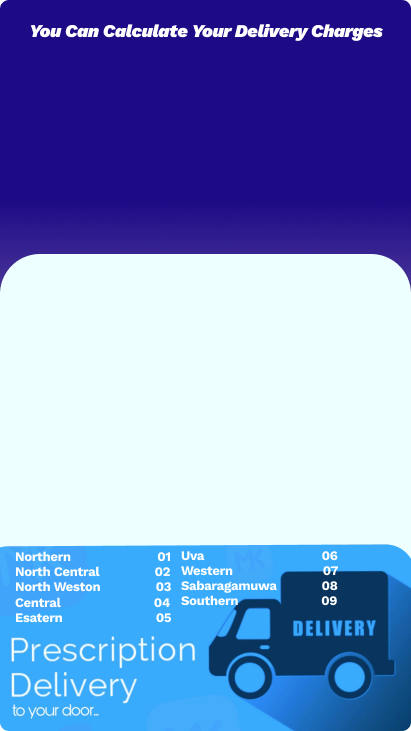 You Can Calculate Your Delivery Charges
Northern 01
North Central 02
North Weston 03
Central 04
Esatern 05
Uva 06
Western 07
Sabaragamuwa 08
Southern 09
DELIVERY
Prescription
Delivery
to your door...